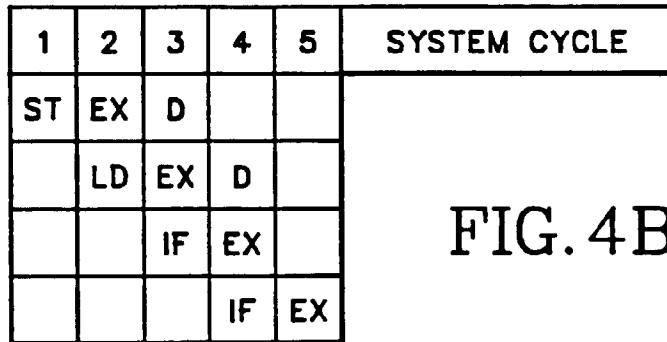 1 2 3 4 5 SYSTEM CYCLE
ST EX D
LD EX D
IF EX
IF EX
FIG. 4B